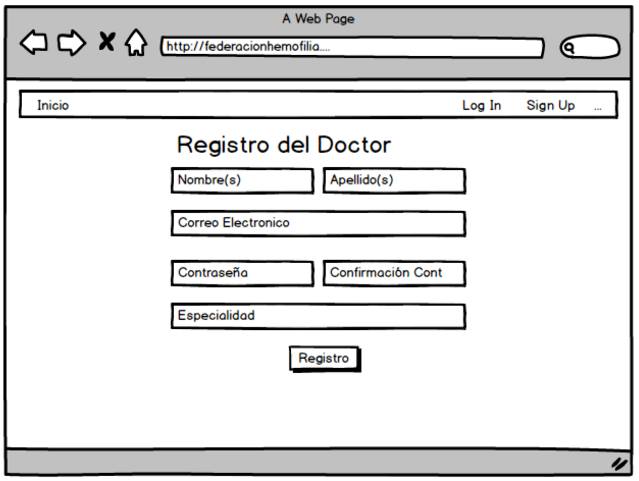 A Web Page
http://federacionhemofilia....
Inicio Log In Sign Up ...
Registro del Doctor
Nombre(s) Apellido(s)
Correo Electronico
Contraseña Confirmación Cont
Especialidad
Registro